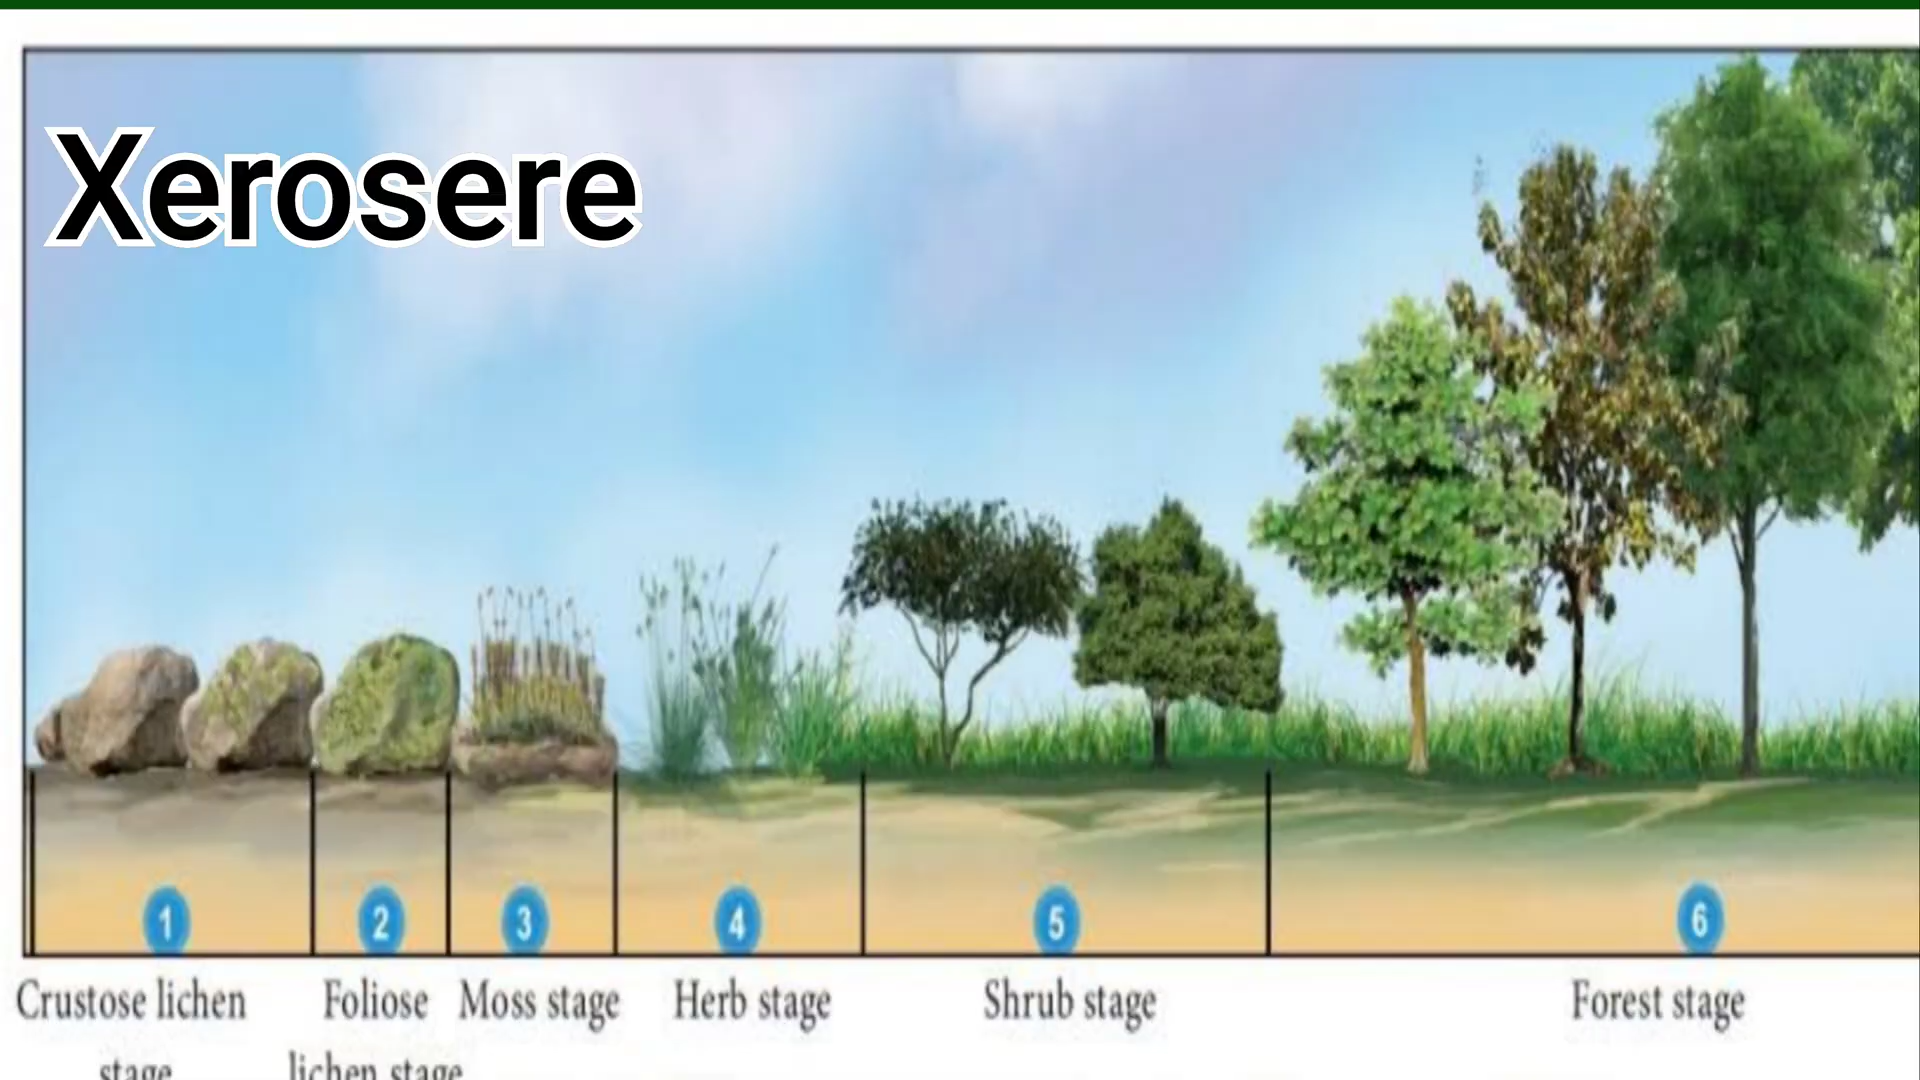 Xerosere
1 2 3 4 5 6
Crustose lichen Foliose Moss stage Herb stage Shrub stage Forest stage
stage lichen stage